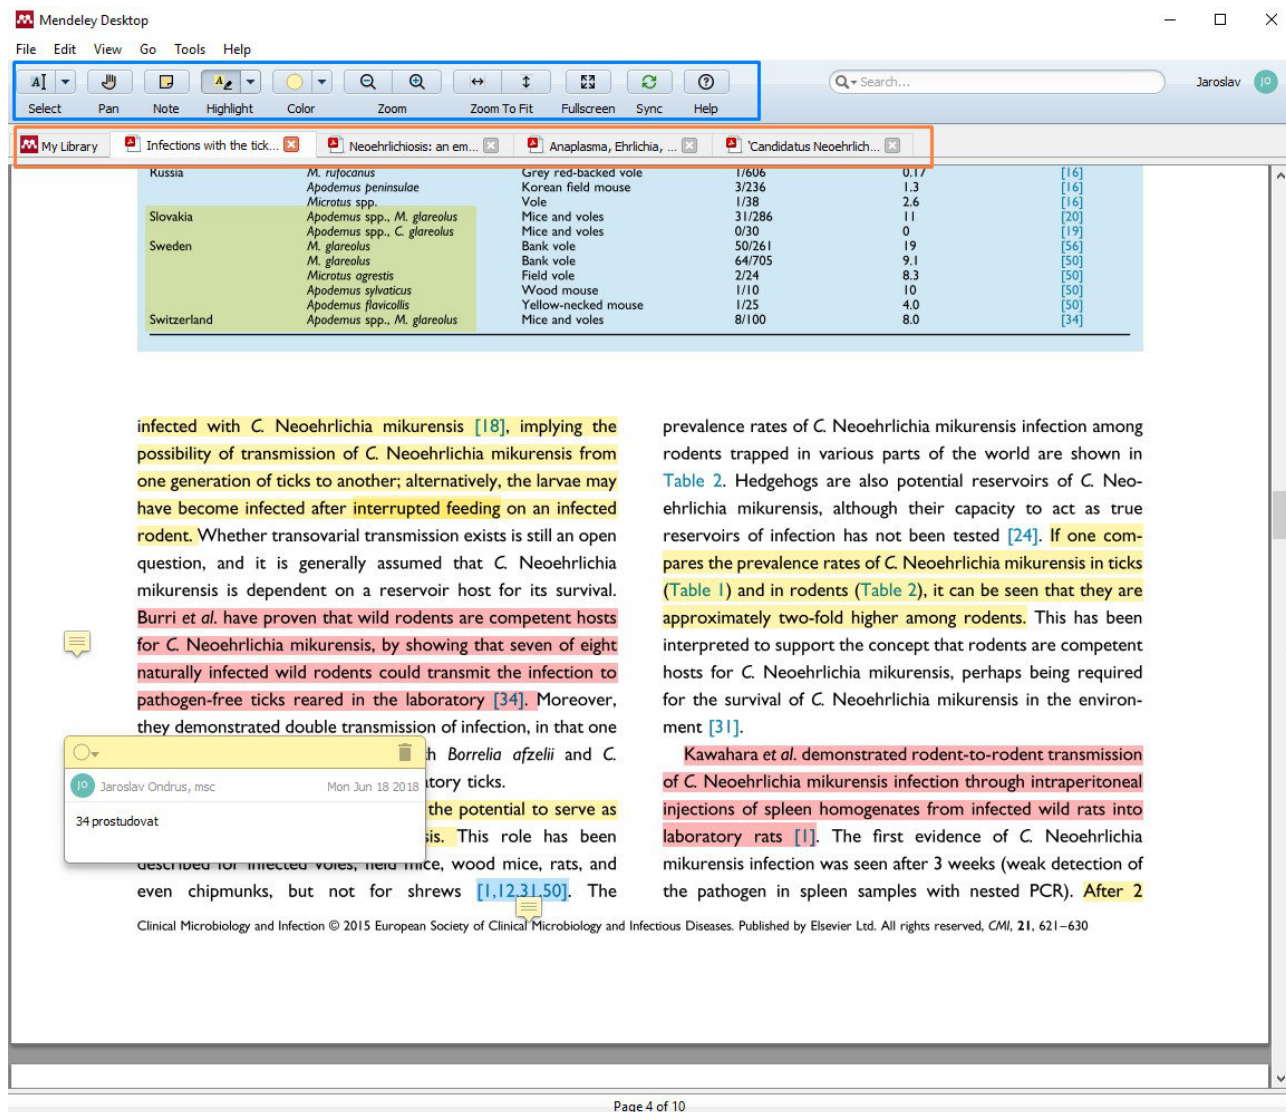 Mendeley Desktop
File Edit View Go Tools Help
Select Pan Note Highlight Color Zoom Zoom To Fit Fullscreen Sync Help
Search...
Jaroslav JO
My Library Infections with the tick... Neoehrlichiosis: an em... Anaplasma, Ehrlichia, ... 'Candidatus Neoehrlich...
Russia M. rufocanus Grey red-backed vole 1/606 0.17 [16]
Apodemus peninsulae Korean field mouse 3/236 1.3 [16]
Microtus spp. Vole 1/38 2.6 [16]
Slovakia Apodemus spp., M. glareolus Mice and voles 31/286 11 [20]
Apodemus spp., C. glareolus Mice and voles 0/30 0 [19]
Sweden M. glareolus Bank vole 50/261 19 [56]
M. glareolus Bank vole 64/705 9.1 [50]
Microtus agrestis Field vole 2/24 8.3 [50]
Apodemus sylvaticus Wood mouse 1/10 10 [50]
Apodemus flavicollis Yellow-necked mouse 1/25 4.0 [50]
Switzerland Apodemus spp., M. glareolus Mice and voles 8/100 8.0 [34]
infected with C. Neoehrlichia mikurensis [18], implying the
possibility of transmission of C. Neoehrlichia mikurensis from
one generation of ticks to another; alternatively, the larvae may
have become infected after interrupted feeding on an infected
rodent. Whether transovarial transmission exists is still an open
question, and it is generally assumed that C. Neoehrlichia
mikurensis is dependent on a reservoir host for its survival.
Burri et al. have proven that wild rodents are competent hosts
for C. Neoehrlichia mikurensis, by showing that seven of eight
naturally infected wild rodents could transmit the infection to
pathogen-free ticks reared in the laboratory [34]. Moreover,
they demonstrated double transmission of infection, in that one
h Borrelia afzelii and C.
tory ticks.
the potential to serve as
sis. This role has been
described for infected voles, field mice, wood mice, rats, and
even chipmunks, but not for shrews [1,12,31,50]. The
JO Jaroslav Ondrus, msc Mon Jun 18 2018
34 prostudovat
prevalence rates of C. Neoehrlichia mikurensis infection among
rodents trapped in various parts of the world are shown in
Table 2. Hedgehogs are also potential reservoirs of C. Neo-
ehrlichia mikurensis, although their capacity to act as true
reservoirs of infection has not been tested [24]. If one com-
pares the prevalence rates of C. Neoehrlichia mikurensis in ticks
(Table 1) and in rodents (Table 2), it can be seen that they are
approximately two-fold higher among rodents. This has been
interpreted to support the concept that rodents are competent
hosts for C. Neoehrlichia mikurensis, perhaps being required
for the survival of C. Neoehrlichia mikurensis in the environ-
ment [31].
Kawahara et al. demonstrated rodent-to-rodent transmission
of C. Neoehrlichia mikurensis infection through intraperitoneal
injections of spleen homogenates from infected wild rats into
laboratory rats [1]. The first evidence of C. Neoehrlichia
mikurensis infection was seen after 3 weeks (weak detection of
the pathogen in spleen samples with nested PCR). After 2
Clinical Microbiology and Infection © 2015 European Society of Clinical Microbiology and Infectious Diseases. Published by Elsevier Ltd. All rights reserved, CMI, 21, 621–630
Page 4 of 10